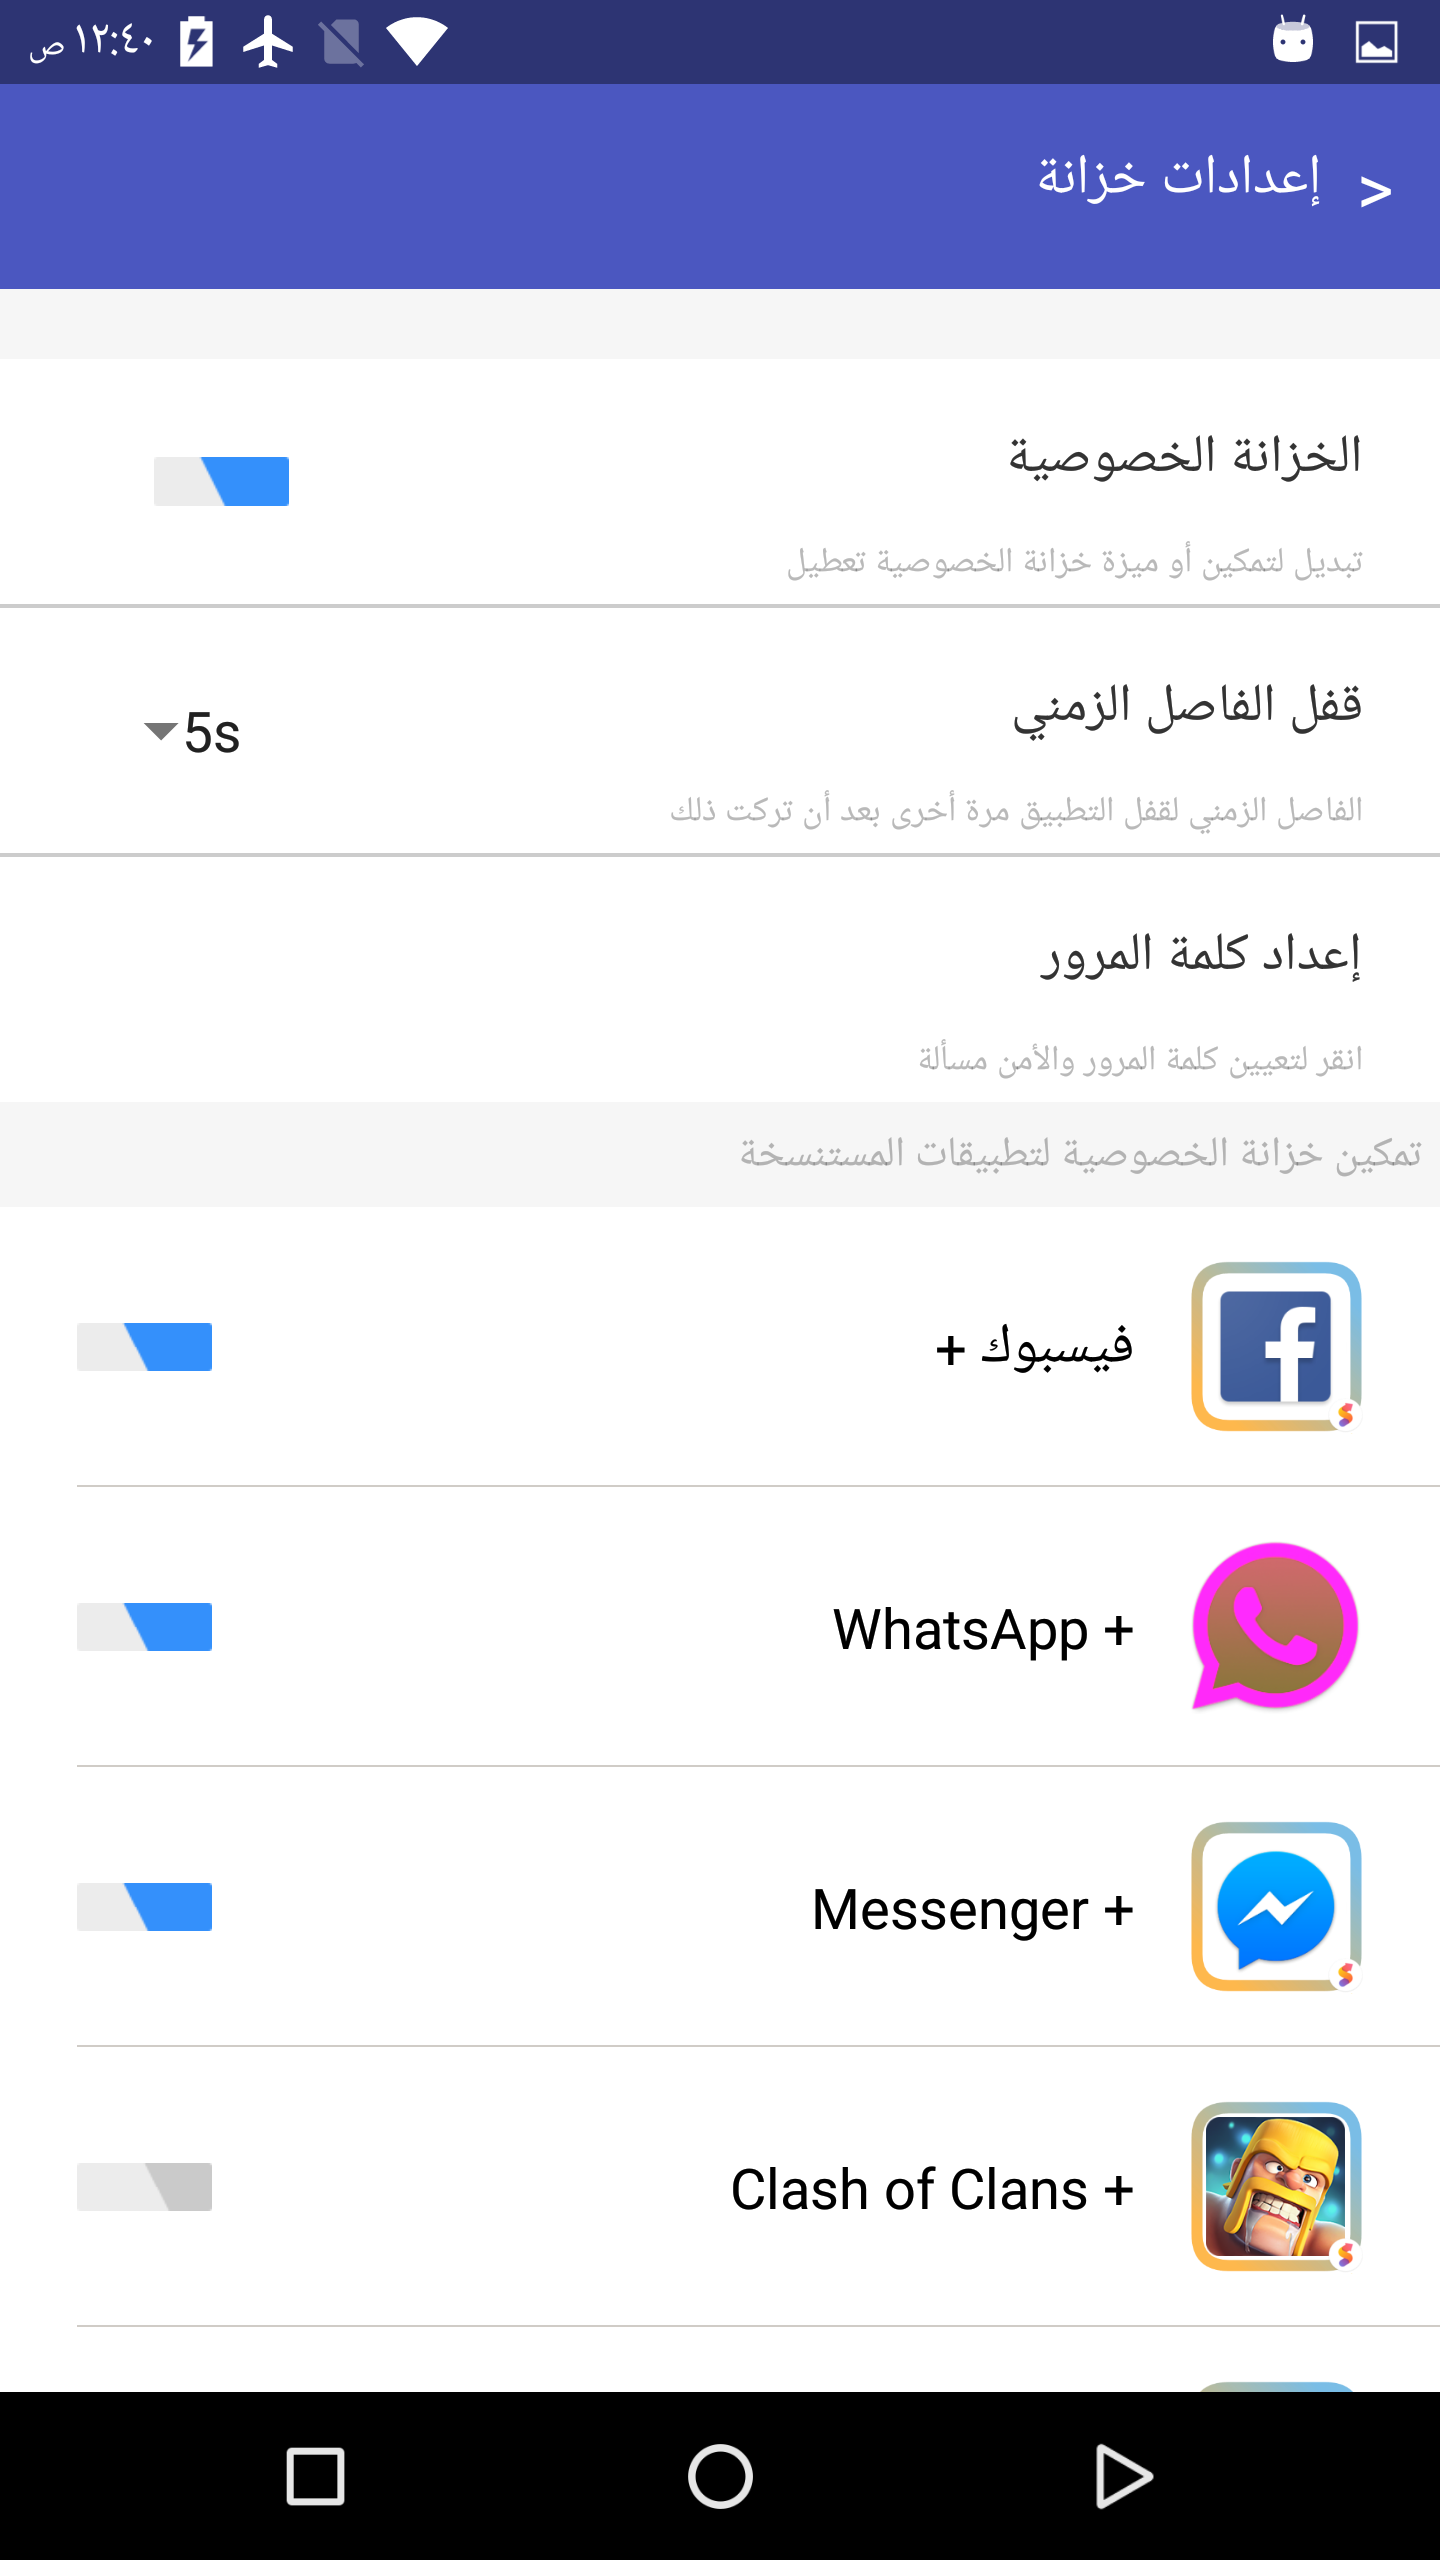 ١٢:٤٠ ص
< إعدادات خزانة
الخزانة الخصوصية
تبديل لتمكين أو ميزة خزانة الخصوصية تعطيل
قفل الفاصل الزمني
5s
الفاصل الزمني لقفل التطبيق مرة أخرى بعد أن تركت ذلك
إعداد كلمة المرور
انقر لتعيين كلمة المرور والأمن مسألة
تمكين خزانة الخصوصية لتطبيقات المستنسخة
فيسبوك +
WhatsApp +
Messenger +
Clash of Clans +